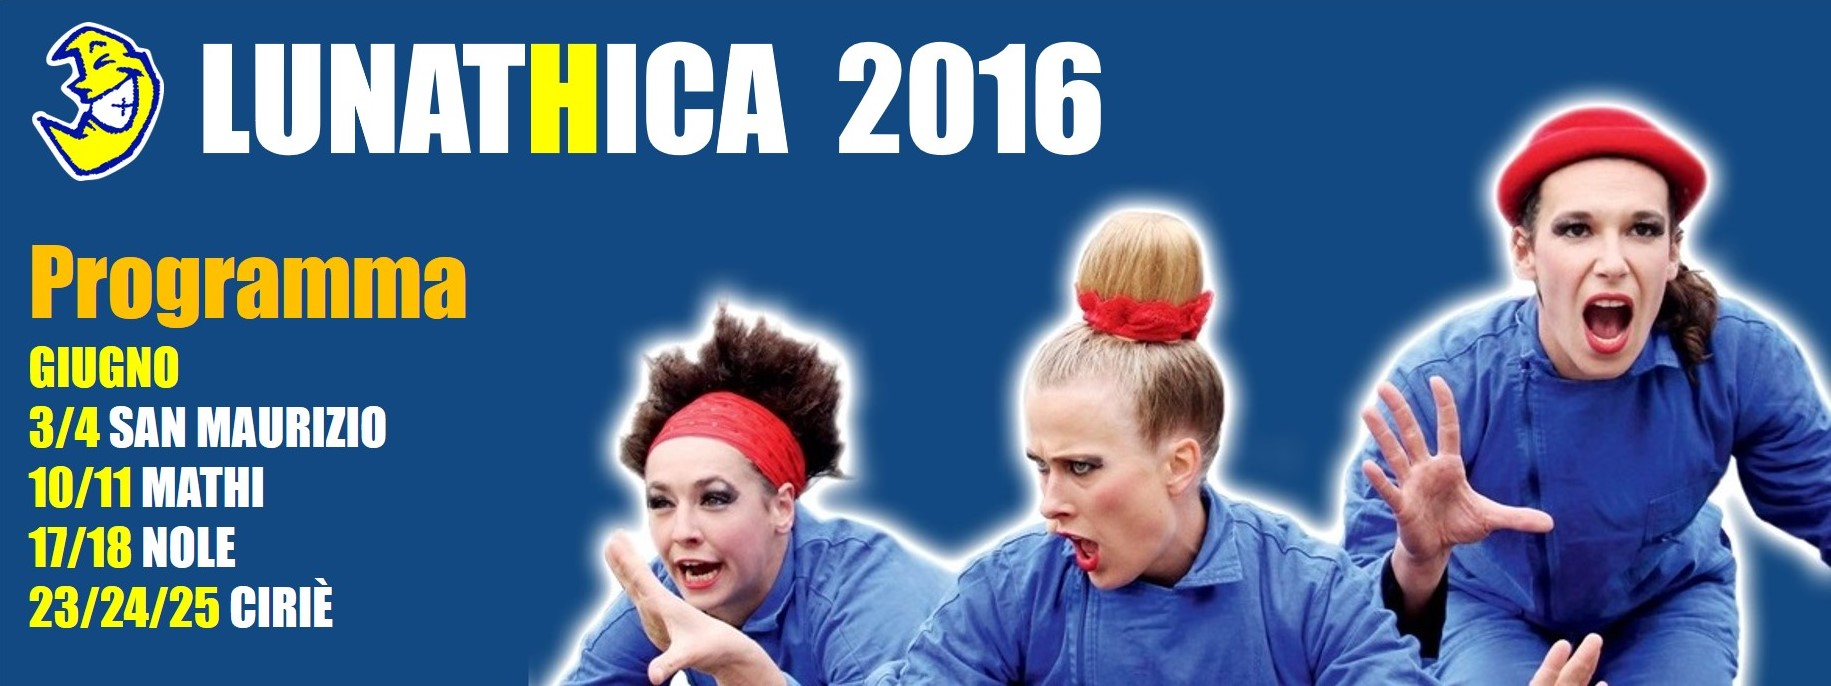 LUNATHICA 2016
Programma
GIUGNO
3/4 SAN MAURIZIO
10/11 MATHI
17/18 NOLE
23/24/25 CIRIÈ